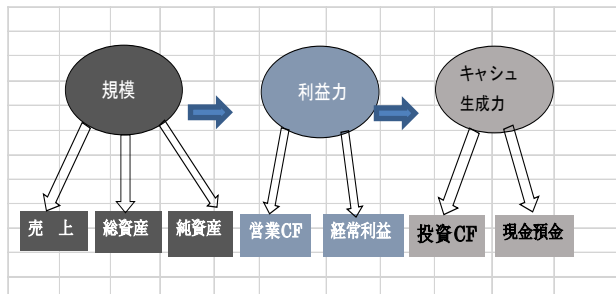 規模
利益力
キャシュ
生成力
売　上
総資産
純資産
営業CF
経常利益
投資CF
現金預金